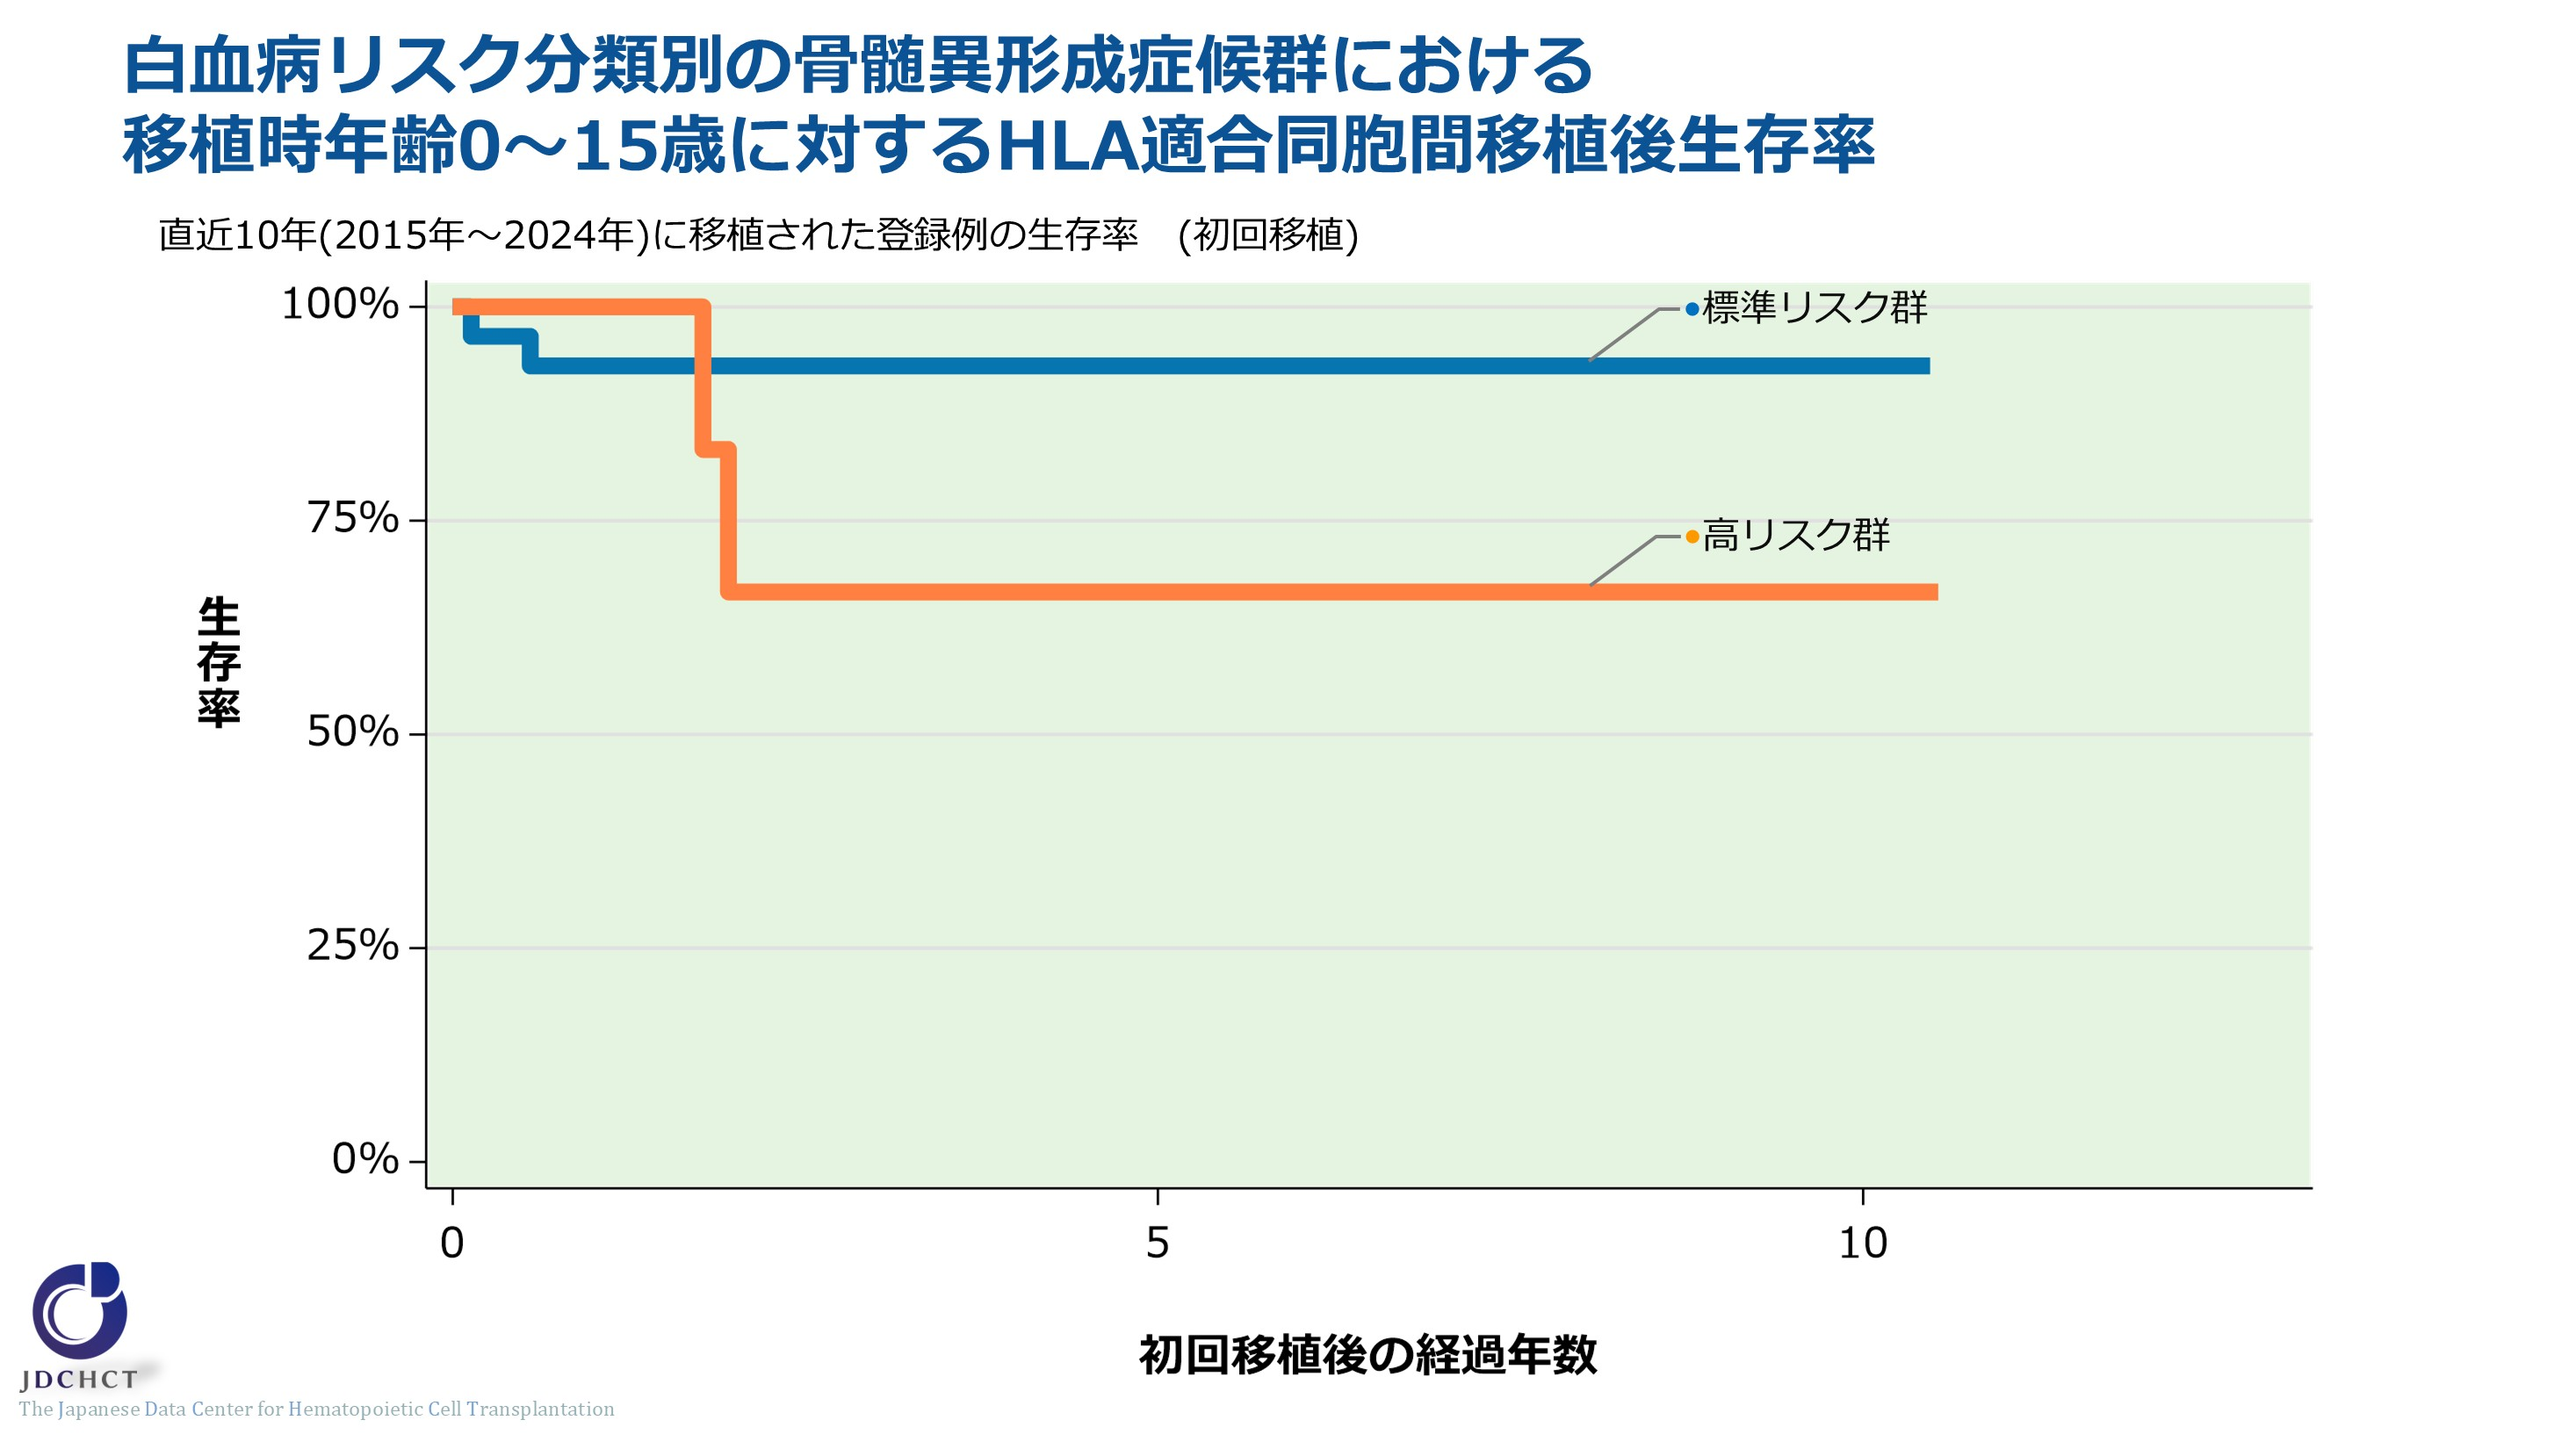 白血病リスク分類別の骨髄異形成症候群における
移植時年齢0～15歳に対するHLA適合同胞間移植後生存率
直近10年(2015年～2024年)に移植された登録例の生存率　(初回移植)
100%
標準リスク群
75%
高リスク群
生存率
50%
25%
0%
0
5
10
初回移植後の経過年数
JDCHCT
The Japanese Data Center for Hematopoietic Cell Transplantation